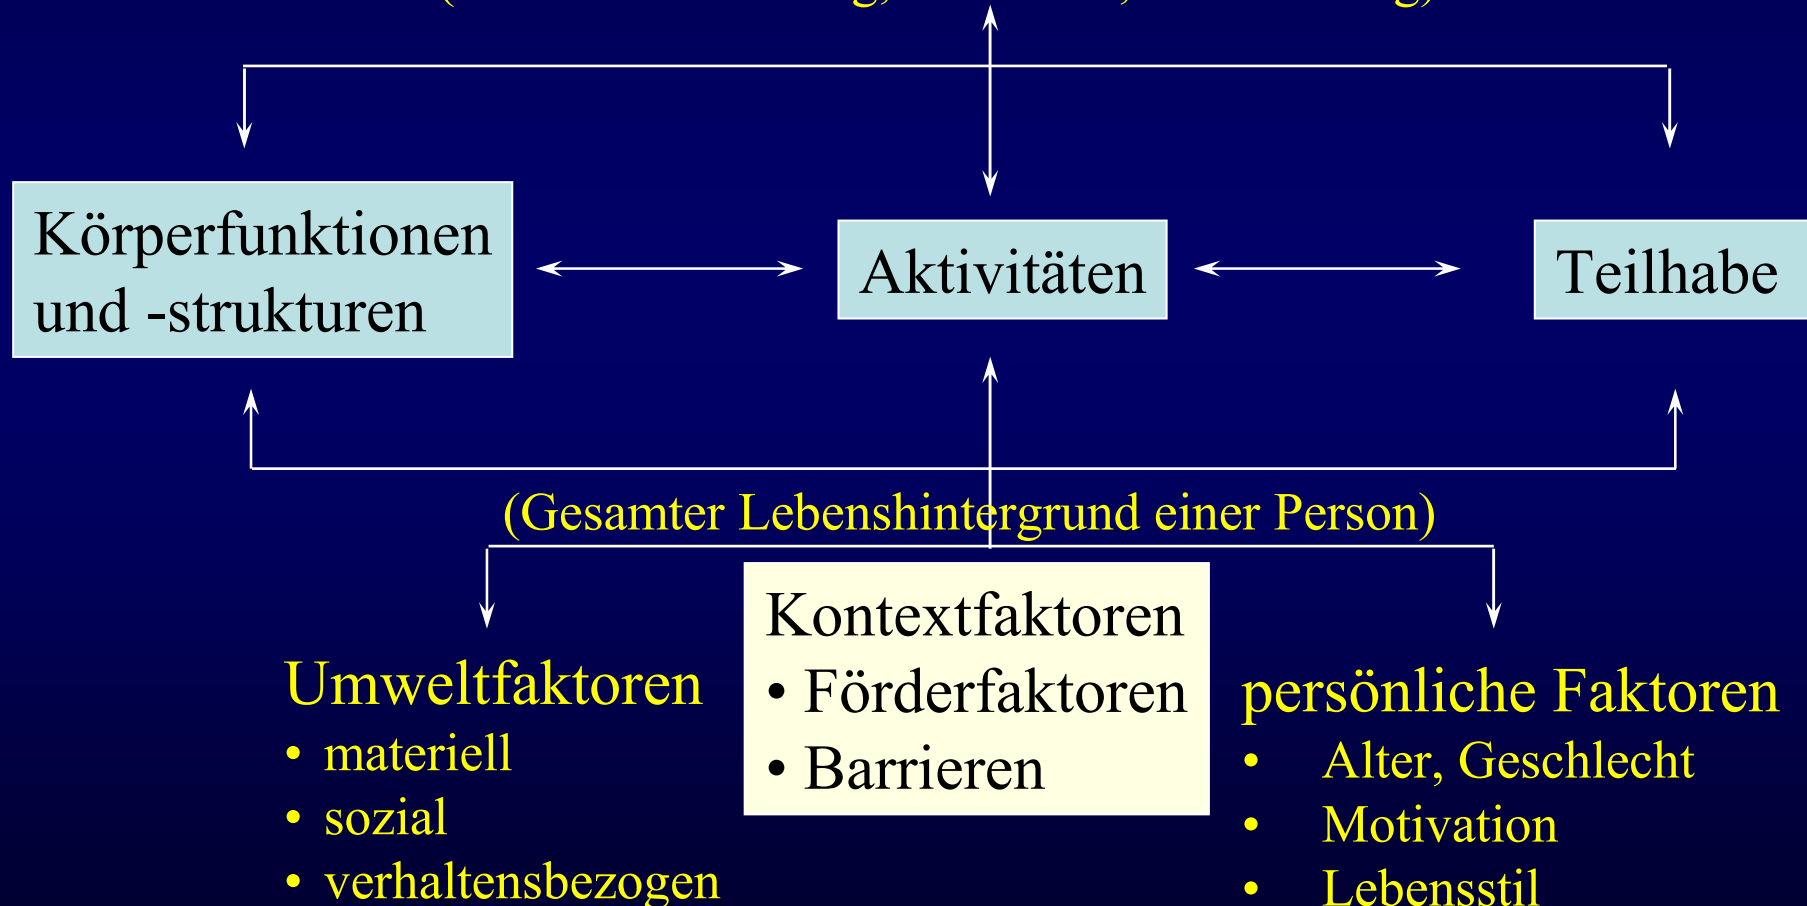 Körperfunktionen
und -strukturen
Aktivitäten
Teilhabe
(Gesamter Lebenshintergrund einer Person)
Kontextfaktoren
• Förderfaktoren
• Barrieren
Umweltfaktoren
• materiell
• sozial
• verhaltensbezogen
persönliche Faktoren
• Alter, Geschlecht
• Motivation
• Lebensstil